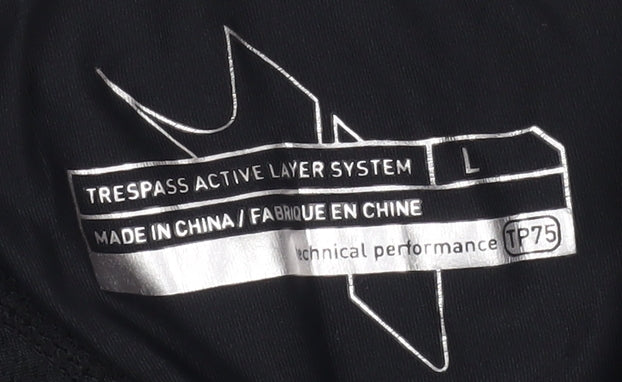 TRESPASS ACTIVE LAYER SYSTEM L
MADE IN CHINA / FABRIQUE EN CHINE
technical performance TP75